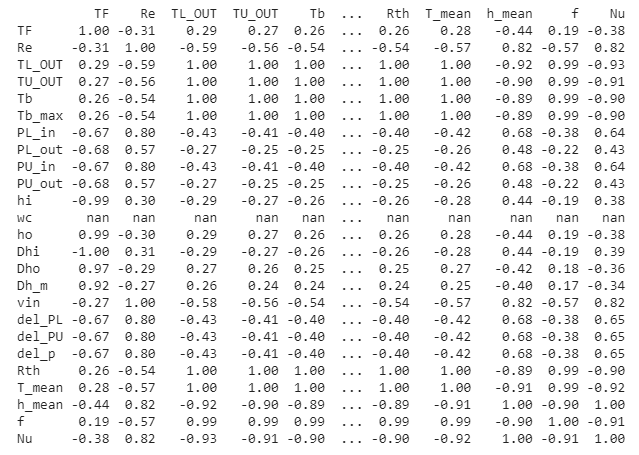 TF Re TL_OUT TU_OUT Tb ... Rth T_mean h_mean f Nu
TF 1.00 -0.31 0.29 0.27 0.26 ... 0.26 0.28 -0.44 0.19 -0.38
Re -0.31 1.00 -0.59 -0.56 -0.54 ... -0.54 -0.57 0.82 -0.57 0.82
TL_OUT 0.29 -0.59 1.00 1.00 1.00 ... 1.00 1.00 -0.92 0.99 -0.93
TU_OUT 0.27 -0.56 1.00 1.00 1.00 ... 1.00 1.00 -0.90 0.99 -0.91
Tb 0.26 -0.54 1.00 1.00 1.00 ... 1.00 1.00 -0.89 0.99 -0.90
Tb_max 0.26 -0.54 1.00 1.00 1.00 ... 1.00 1.00 -0.89 0.99 -0.90
PL_in -0.67 0.80 -0.43 -0.41 -0.40 ... -0.40 -0.42 0.68 -0.38 0.64
PL_out -0.68 0.57 -0.27 -0.25 -0.25 ... -0.25 -0.26 0.48 -0.22 0.43
PU_in -0.67 0.80 -0.43 -0.41 -0.40 ... -0.40 -0.42 0.68 -0.38 0.64
PU_out -0.68 0.57 -0.27 -0.25 -0.25 ... -0.25 -0.26 0.48 -0.22 0.43
hi -0.99 0.30 -0.29 -0.27 -0.26 ... -0.26 -0.28 0.44 -0.19 0.38
wc nan nan nan nan nan ... nan nan nan nan nan
ho 0.99 -0.30 0.29 0.27 0.26 ... 0.26 0.28 -0.44 0.19 -0.38
Dhi -1.00 0.31 -0.29 -0.27 -0.26 ... -0.26 -0.28 0.44 -0.19 0.39
Dho 0.97 -0.29 0.27 0.26 0.25 ... 0.25 0.27 -0.42 0.18 -0.36
Dh_m 0.92 -0.27 0.26 0.24 0.24 ... 0.24 0.25 -0.40 0.17 -0.34
vin -0.27 1.00 -0.58 -0.56 -0.54 ... -0.54 -0.57 0.82 -0.57 0.82
del_PL -0.67 0.80 -0.43 -0.41 -0.40 ... -0.40 -0.42 0.68 -0.38 0.65
del_PU -0.67 0.80 -0.43 -0.41 -0.40 ... -0.40 -0.42 0.68 -0.38 0.65
del_p -0.67 0.80 -0.43 -0.41 -0.40 ... -0.40 -0.42 0.68 -0.38 0.65
Rth 0.26 -0.54 1.00 1.00 1.00 ... 1.00 1.00 -0.89 0.99 -0.90
T_mean 0.28 -0.57 1.00 1.00 1.00 ... 1.00 1.00 -0.91 0.99 -0.92
h_mean -0.44 0.82 -0.92 -0.90 -0.89 ... -0.89 -0.91 1.00 -0.90 1.00
f 0.19 -0.57 0.99 0.99 0.99 ... 0.99 0.99 -0.90 1.00 -0.91
Nu -0.38 0.82 -0.93 -0.91 -0.90 ... -0.90 -0.92 1.00 -0.91 1.00